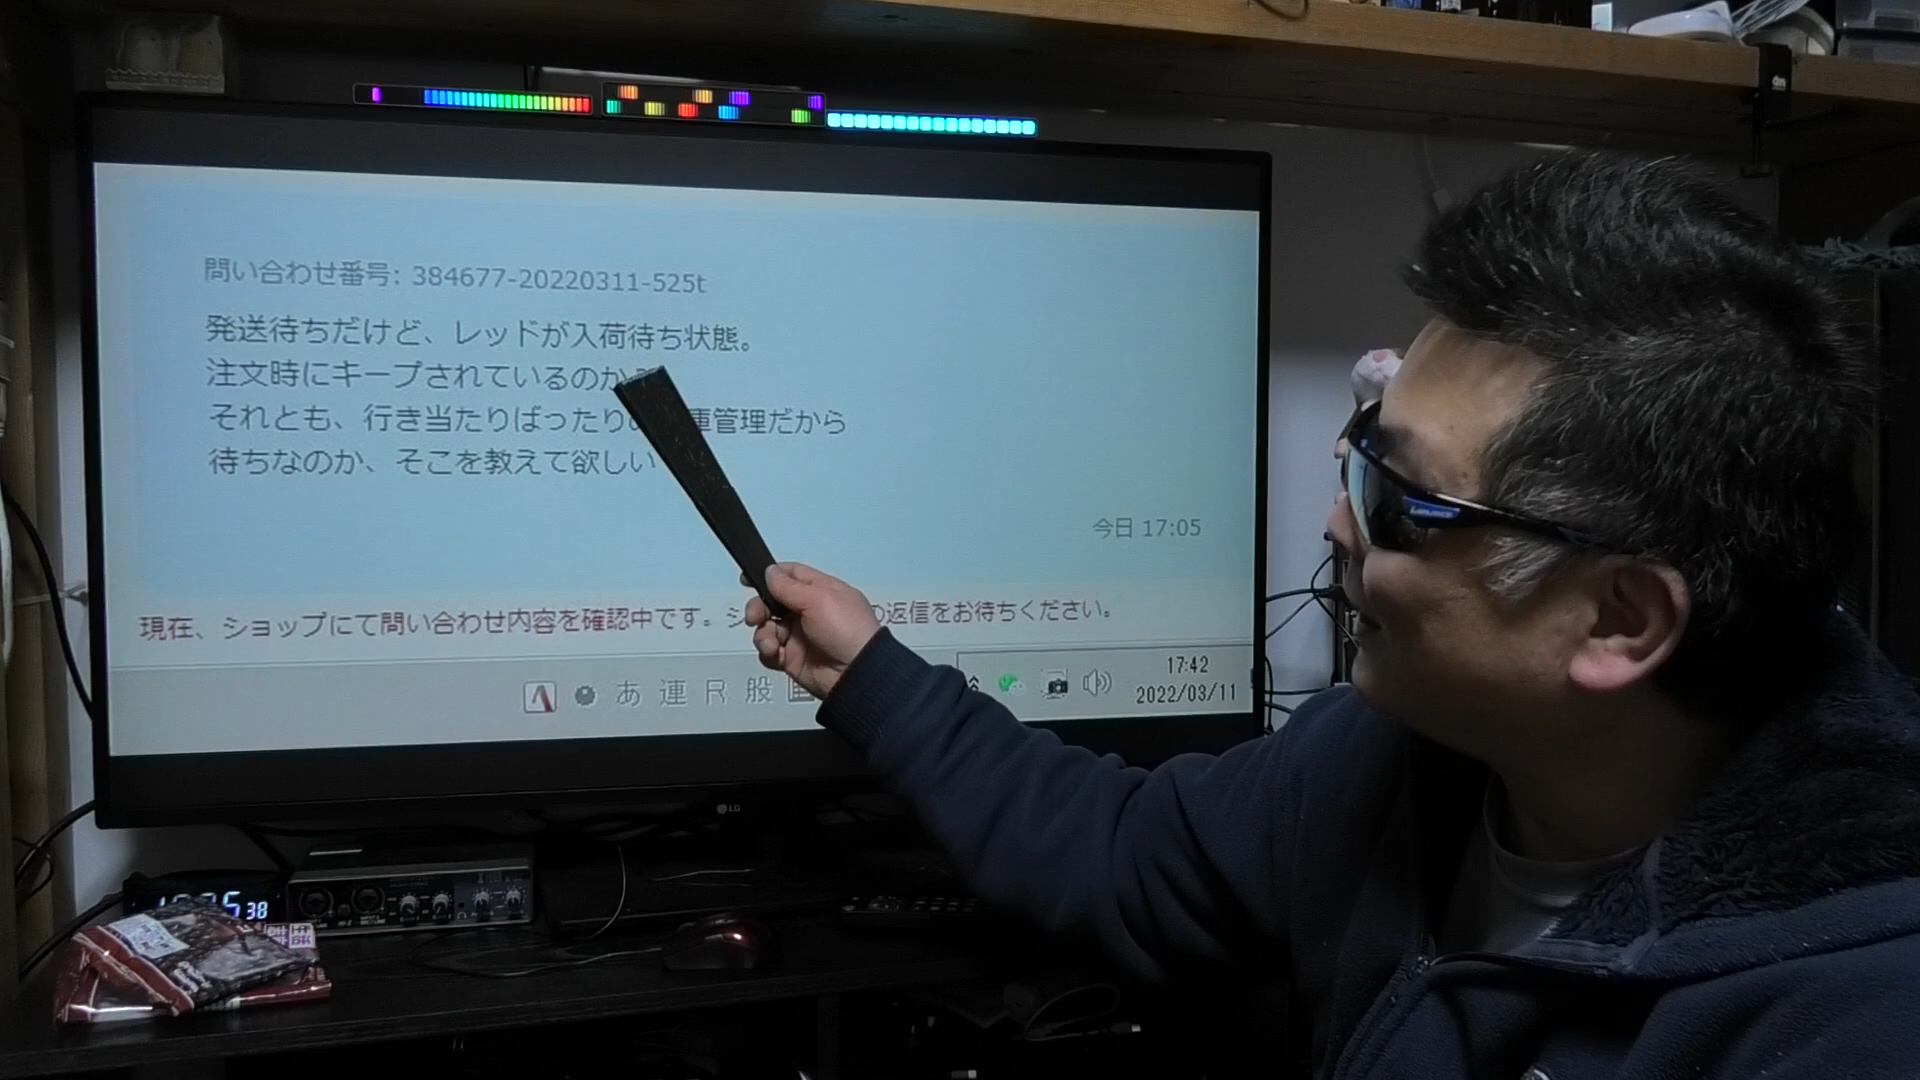 問い合わせ番号: 384677-20220311-525t
発送待ちだけど、レッドが入荷待ち状態。
注文時にキープされているのか
それとも、行き当たりばったり 庫管理だから
待ちなのか、そこを教えて欲しい
今日 17:05
現在、ショップにて問い合わせ内容を確認中です。 の返信をお待ちください。
あ 連 R 般
17:42
2022/03/11
LG
38